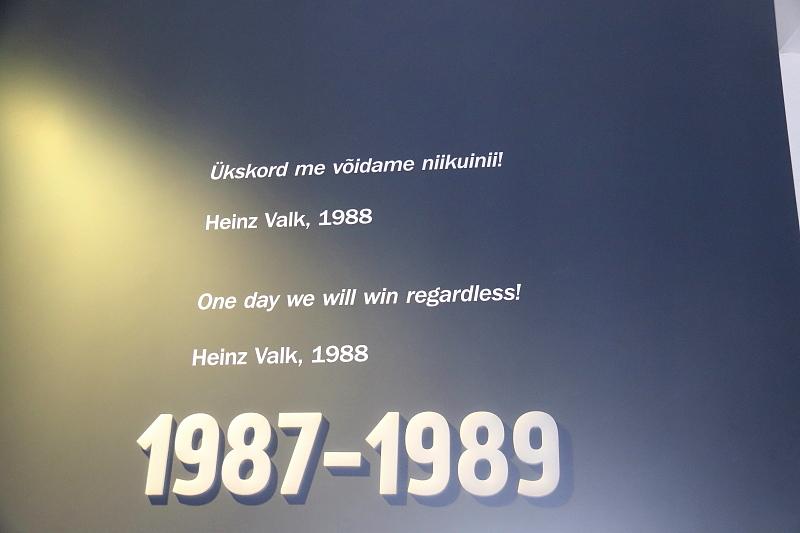 Ükskord me võidame niikuinii!
Heinz Valk, 1988
One day we will win regardless!
Heinz Valk, 1988
1987-1989